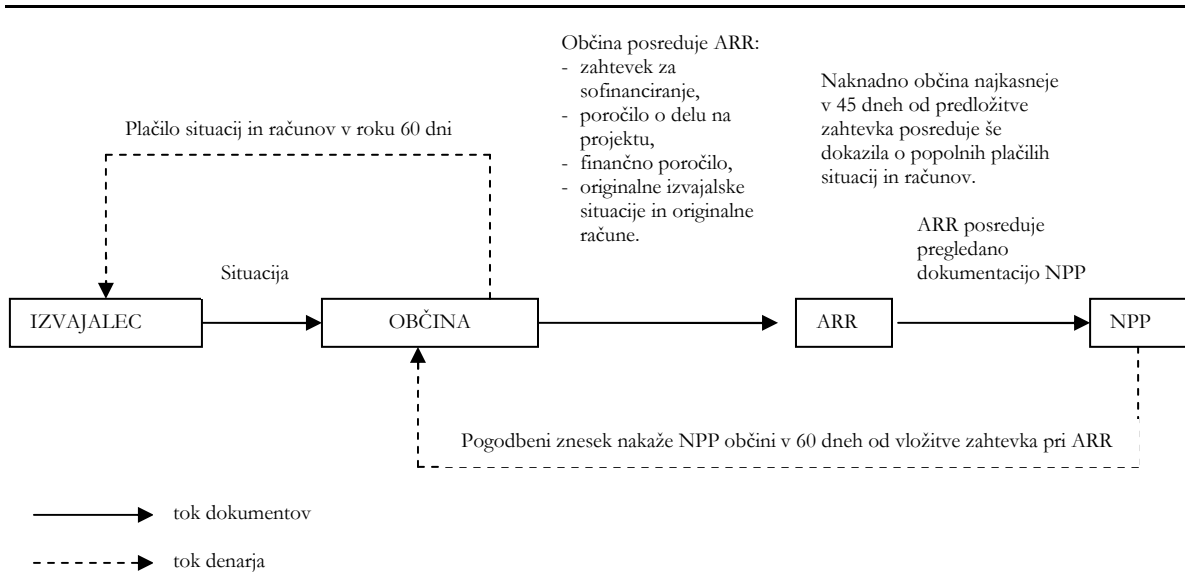 Občina posreduje ARR:
- zahtevek za
sofinanciranje,
- poročilo o delu na
projektu,
- finančno poročilo,
- originalne izvajalske
situacije in originalne
račune.
Naknadno občina najkasneje
v 45 dneh od predložitve
zahtevka posreduje še
dokazila o popolnih plačilih
situacij in računov.
Plačilo situacij in računov v roku 60 dni
ARR posreduje
pregledano
dokumentacijo NPP
Situacija
IZVAJALEC
OBČINA
ARR
NPP
Pogodbeni znesek nakaže NPP občini v 60 dneh od vložitve zahtevka pri ARR
tok dokumentov
tok denarja